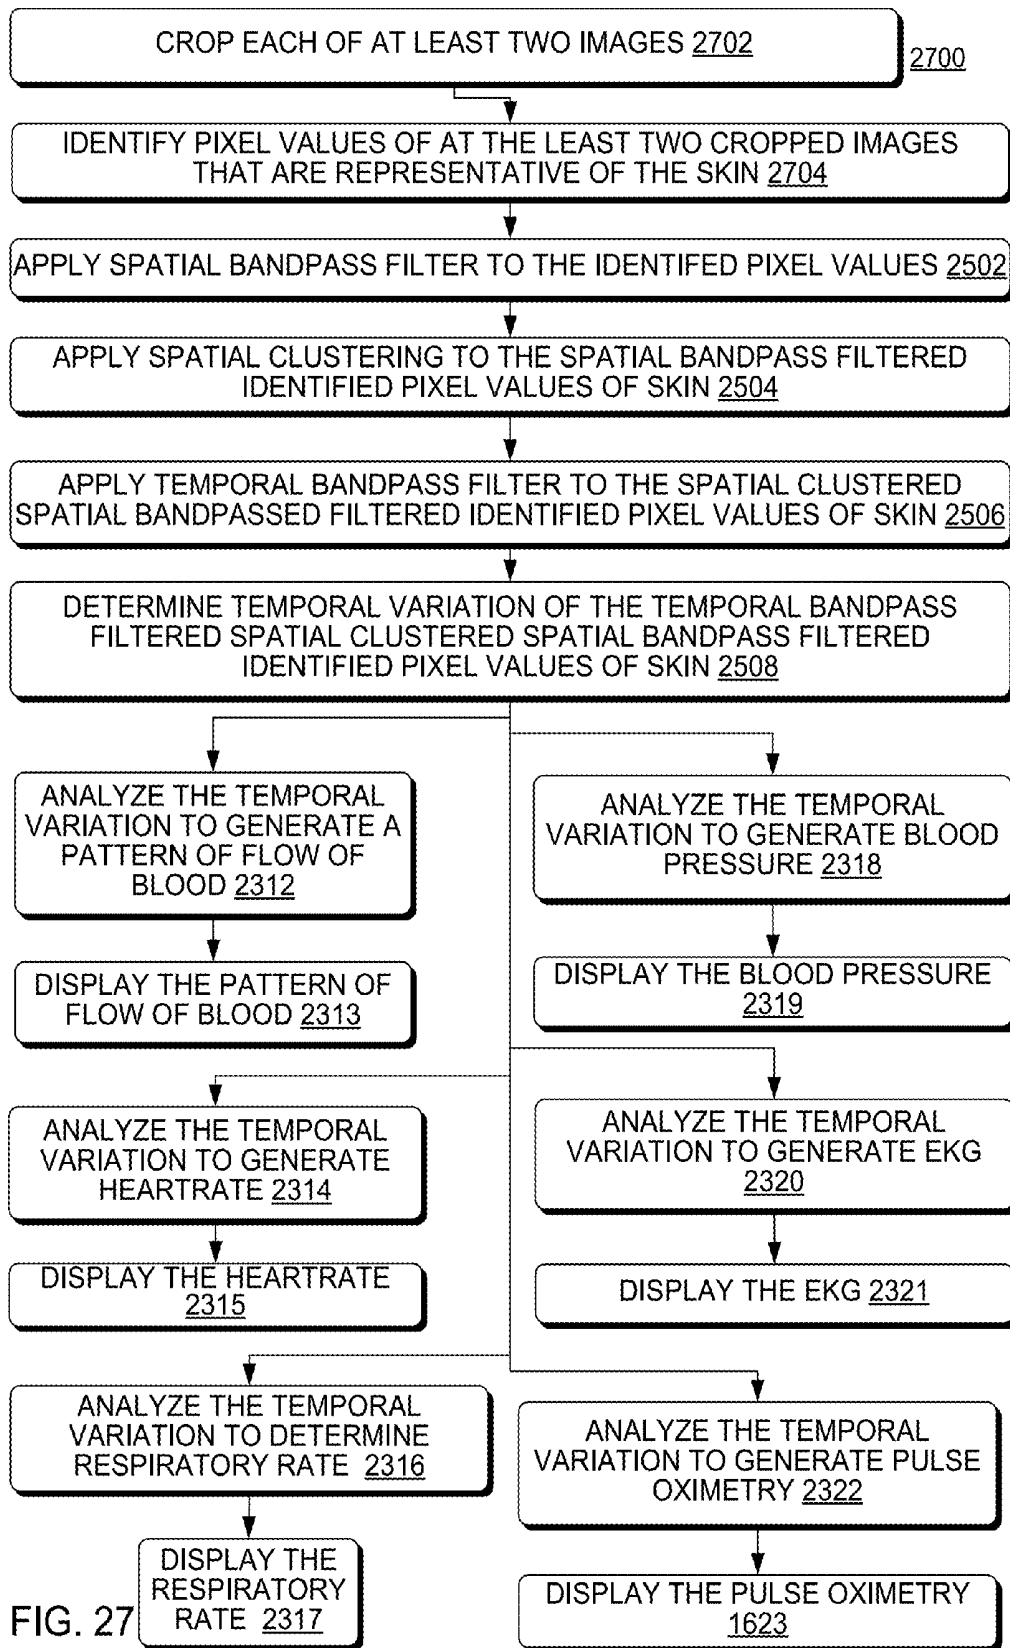 CROP EACH OF AT LEAST TWO IMAGES 2702
2700
IDENTIFY PIXEL VALUES OF AT THE LEAST TWO CROPPED IMAGES
THAT ARE REPRESENTATIVE OF THE SKIN 2704
APPLY SPATIAL BANDPASS FILTER TO THE IDENTIFED PIXEL VALUES 2502
APPLY SPATIAL CLUSTERING TO THE SPATIAL BANDPASS FILTERED
IDENTIFIED PIXEL VALUES OF SKIN 2504
APPLY TEMPORAL BANDPASS FILTER TO THE SPATIAL CLUSTERED
SPATIAL BANDPASSED FILTERED IDENTIFIED PIXEL VALUES OF SKIN 2506
DETERMINE TEMPORAL VARIATION OF THE TEMPORAL BANDPASS
FILTERED SPATIAL CLUSTERED SPATIAL BANDPASS FILTERED
IDENTIFIED PIXEL VALUES OF SKIN 2508
ANALYZE THE TEMPORAL
VARIATION TO GENERATE A
PATTERN OF FLOW OF
BLOOD 2312
ANALYZE THE TEMPORAL
VARIATION TO GENERATE BLOOD
PRESSURE 2318
DISPLAY THE PATTERN OF
FLOW OF BLOOD 2313
DISPLAY THE BLOOD PRESSURE
2319
ANALYZE THE TEMPORAL
VARIATION TO GENERATE
HEARTRATE 2314
ANALYZE THE TEMPORAL
VARIATION TO GENERATE EKG
2320
DISPLAY THE HEARTRATE
2315
DISPLAY THE EKG 2321
ANALYZE THE TEMPORAL
VARIATION TO DETERMINE
RESPIRATORY RATE 2316
ANALYZE THE TEMPORAL
VARIATION TO GENERATE PULSE
OXIMETRY 2322
DISPLAY THE
RESPIRATORY
RATE 2317
DISPLAY THE PULSE OXIMETRY
1623
FIG. 27